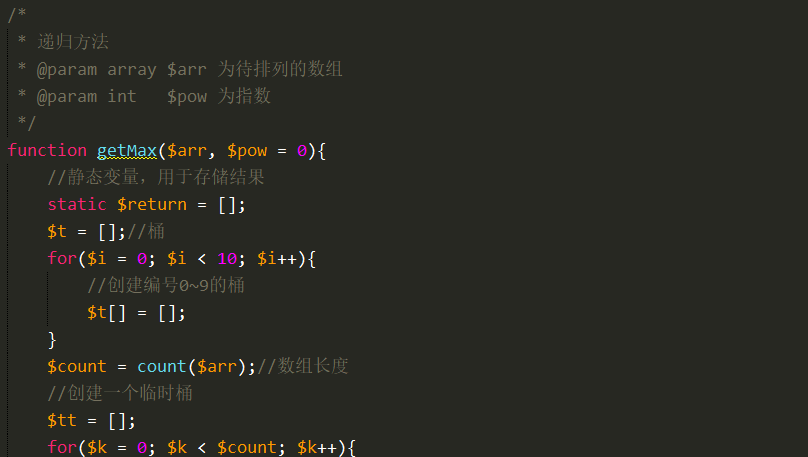 /*
 * 递归方法
 * @param array $arr 为待排列的数组
 * @param int   $pow 为指数
 */
function getMax($arr, $pow = 0){
    //静态变量，用于存储结果
    static $return = [];
    $t = [];//桶
    for($i = 0; $i < 10; $i++){
        //创建编号0~9的桶
        $t[] = [];
    }
    $count = count($arr);//数组长度
    //创建一个临时桶
    $tt = [];
    for($k = 0; $k < $count; $k++){